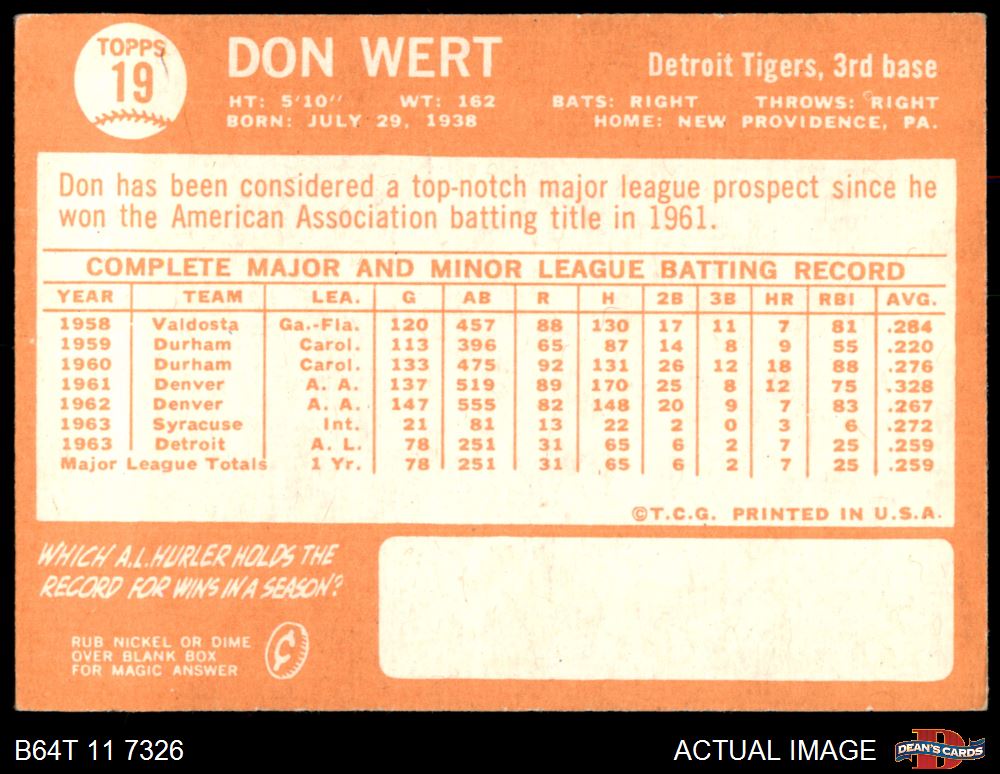 TOPPS
19
DON WERT
Detroit Tigers, 3rd base
HT: 5'10" WT: 162 BATS: RIGHT THROWS: RIGHT
BORN: JULY 29, 1938 HOME: NEW PROVIDENCE, PA.
Don has been considered a top-notch major league prospect since he
won the American Association batting title in 1961.
COMPLETE MAJOR AND MINOR LEAGUE BATTING RECORD
YEAR TEAM LEA. G AB R H 2B 3B HR RBI AVG.
1958 Valdosta Ga.-Fla. 120 457 88 130 17 11 7 81 .284
1959 Durham Carol. 113 396 65 87 14 8 9 55 .220
1960 Durham Carol. 133 475 92 131 26 12 18 88 .276
1961 Denver A. A. 137 519 89 170 25 8 12 75 .328
1962 Denver A. A. 147 555 82 148 20 9 7 83 .267
1963 Syracuse Int. 21 81 13 22 2 0 3 6 .272
1963 Detroit A. L. 78 251 31 65 6 2 7 25 .259
Major League Totals 1 Yr. 78 251 31 65 6 2 7 25 .259
©T.C.G. PRINTED IN U.S.A.
WHICH A.L. HURLER HOLDS THE
RECORD FOR WINS IN A SEASON?
RUB NICKEL OR DIME
OVER BLANK BOX
FOR MAGIC ANSWER
B64T 11 7326
ACTUAL IMAGE
DEAN'S CARDS